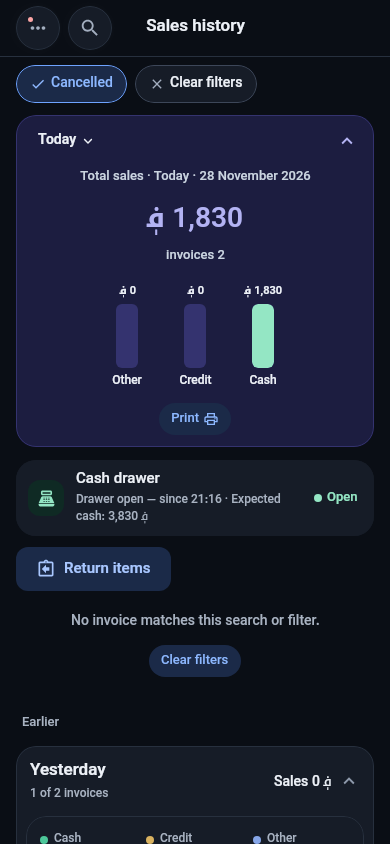 Sales history
Cancelled
Clear filters
Today
Total sales · Today · 28 November 2026
1,830
invoices 2
0
0
1,830
Other
Credit
Cash
Print
Cash drawer
Drawer open — since 21:16 · Expected
cash: 3,830
Open
Return items
No invoice matches this search or filter.
Clear filters
Earlier
Yesterday
1 of 2 invoices
Sales 0
Cash
Credit
Other